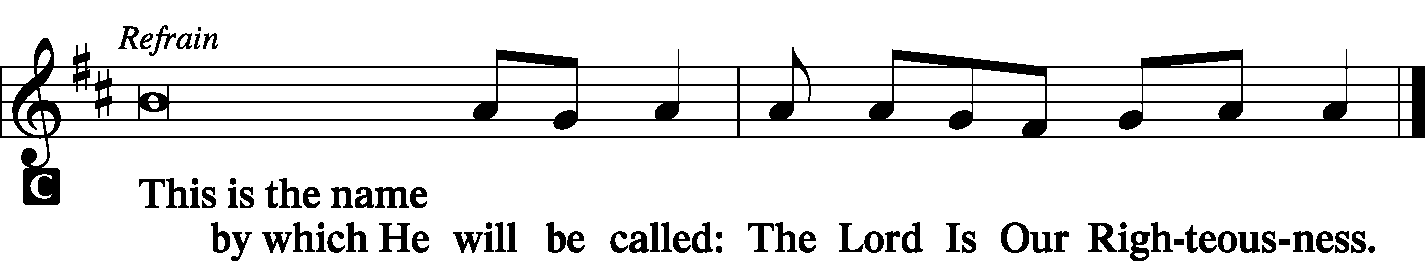 Refrain
C This is the name
by which He will be called: The Lord Is Our Righ-teous-ness.